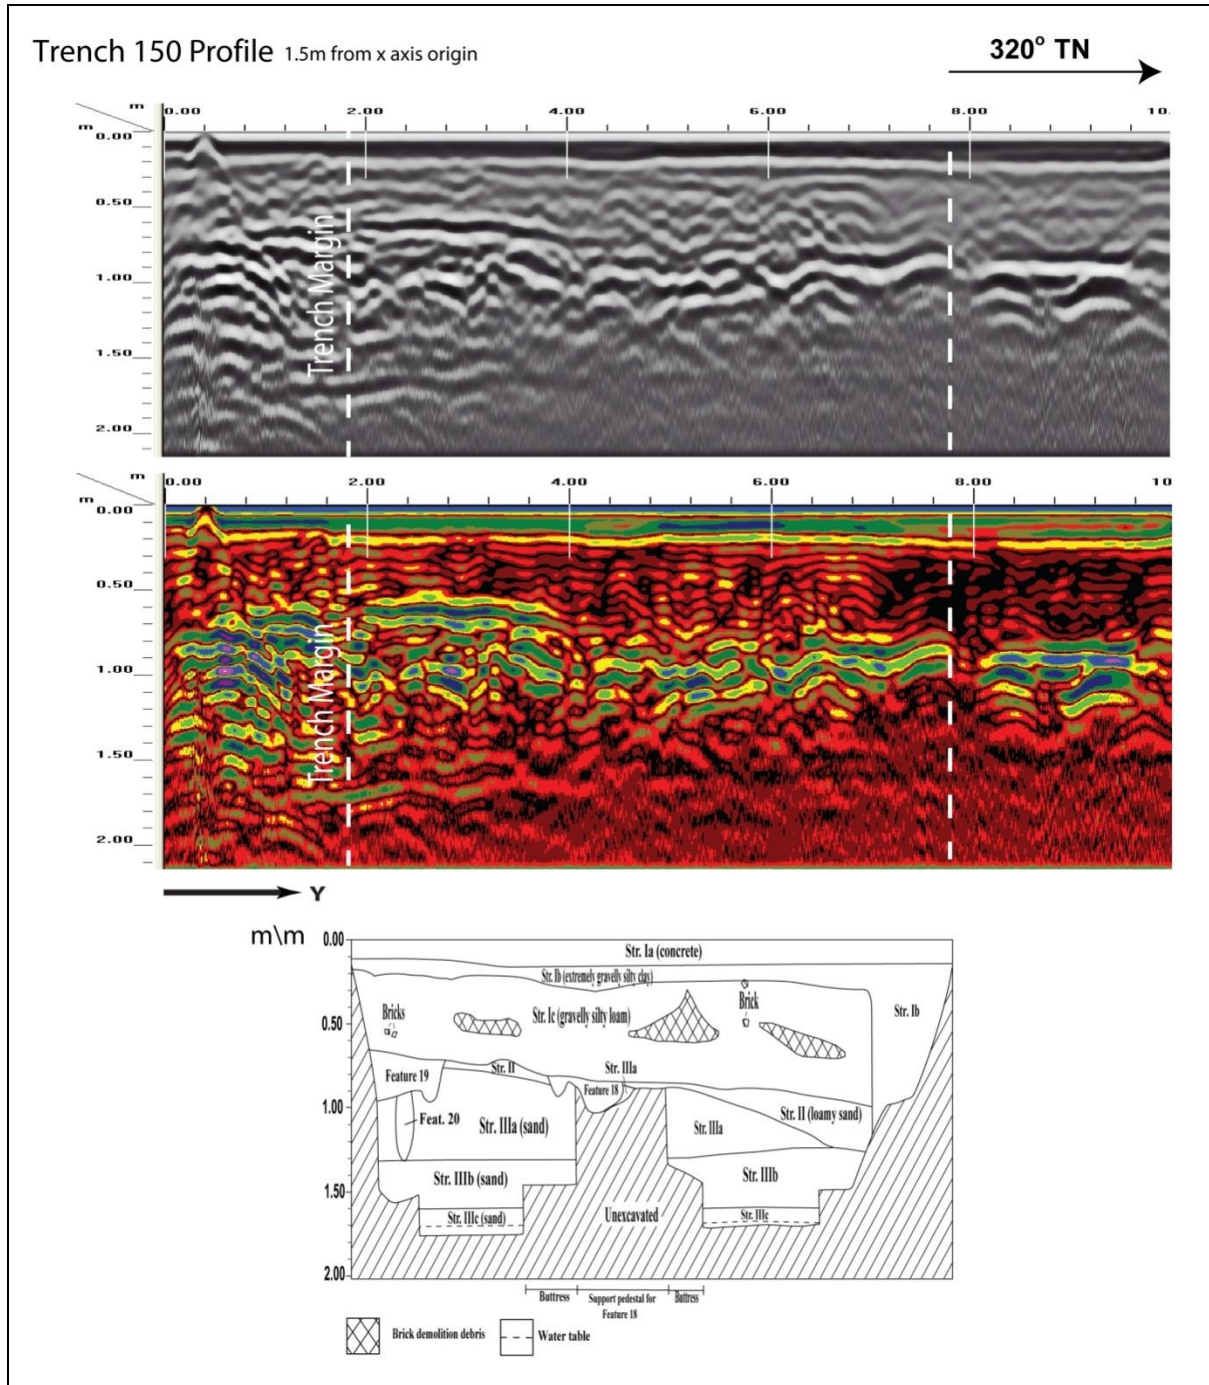 Trench 150 Profile 1.5m from x axis origin
320° TN
m 0.00 2.00 4.00 6.00 8.00 10.
m
0.00
0.50
1.00
1.50
2.00
Trench Margin
m 0.00 2.00 4.00 6.00 8.00 10
m
0.00
0.50
1.00
1.50
2.00
Trench Margin
Y
m\m
0.00
0.50
1.00
1.50
2.00
Str. Ia (concrete)
Str. Ib (extremely gravelly silty clay)
Str. Ic (gravelly silty loam)
Bricks
Brick
Str. Ib
Feature 19
Str. II
Str. IIIa
Feature 18
Feat. 20
Str. IIIa (sand)
Str. IIIa
Str. II (loamy sand)
Str. IIIb (sand)
Str. IIIb
Str. IIIc (sand)
Unexcavated
Str. IIIc
Buttress
Support pedestal for
Feature 18
Buttress
Brick demolition debris
Water table